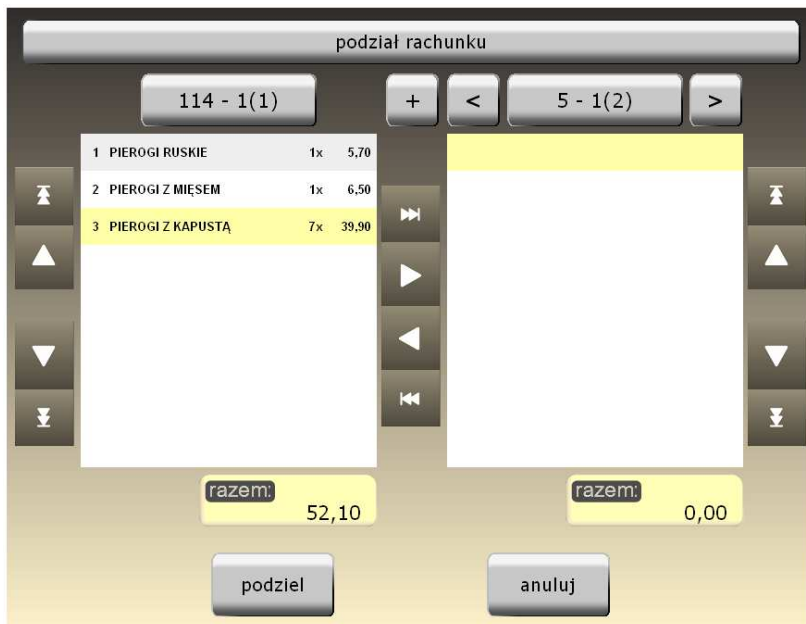 podział rachunku
114 - 1(1)
+
<
5 - 1(2)
>
1 PIEROGI RUSKIE 1x 5,70
2 PIEROGI Z MIĘSEM 1x 6,50
3 PIEROGI Z KAPUSTĄ 7x 39,90
razem:
52,10
razem:
0,00
podziel
anuluj